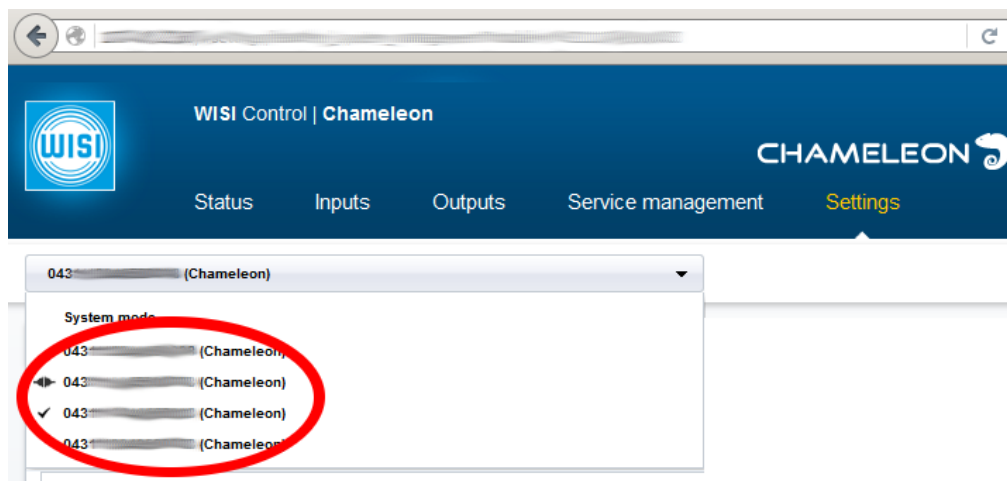 WISI
WISI Control | Chameleon
CHAMELEON
Status Inputs Outputs Service management Settings
043 (Chameleon)
System mode
043 (Chameleon)
043 (Chameleon)
043 (Chameleon)
043 (Chameleon)